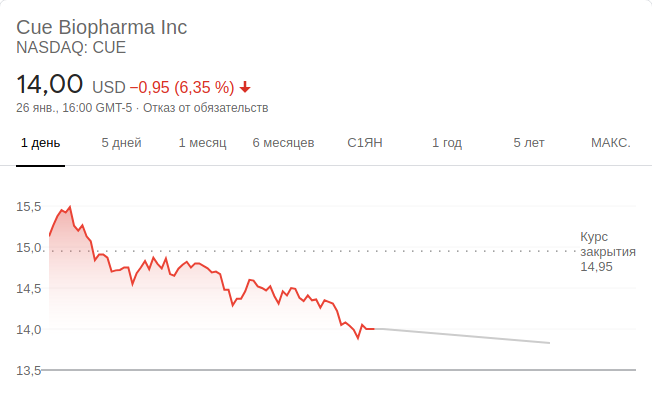 Cue Biopharma Inc
NASDAQ: CUE
14,00 USD −0,95 (6,35 %)
26 янв., 16:00 GMT-5 · Отказ от обязательств
1 день 5 дней 1 месяц 6 месяцев С1ЯН 1 год 5 лет МАКС.
15,5
15,0
14,5
14,0
13,5
Курс
закрытия
14,95